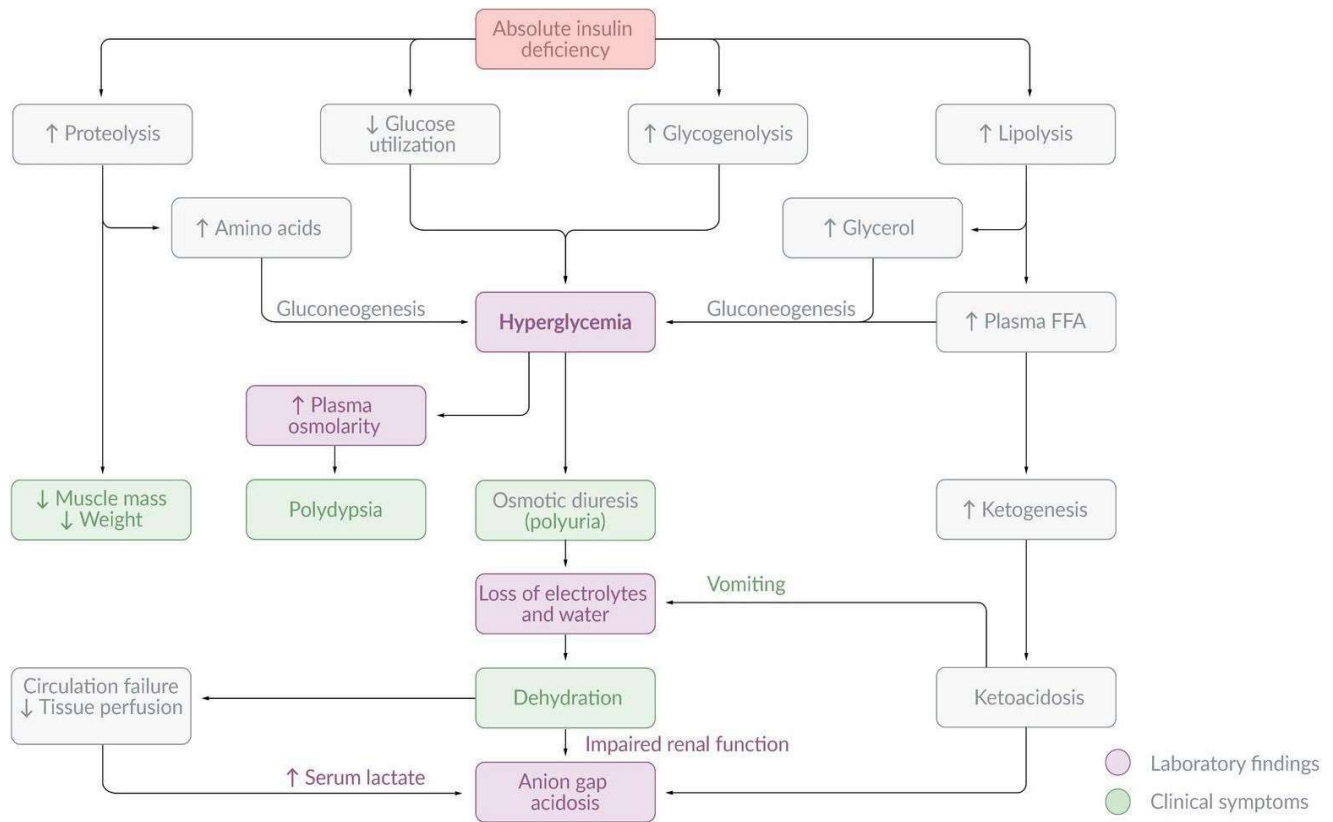 Absolute insulin
deficiency
↑ Proteolysis
↓ Glucose
utilization
↑ Glycogenolysis
↑ Lipolysis
↑ Amino acids
↑ Glycerol
Gluconeogenesis
Hyperglycemia
Gluconeogenesis
↑ Plasma FFA
↑ Plasma
osmolarity
↓ Muscle mass
↓ Weight
Polydypsia
Osmotic diuresis
(polyuria)
↑ Ketogenesis
Loss of electrolytes
and water
Vomiting
Circulation failure
↓ Tissue perfusion
Dehydration
Ketoacidosis
Impaired renal function
↑ Serum lactate
Anion gap
acidosis
Laboratory findings
Clinical symptoms